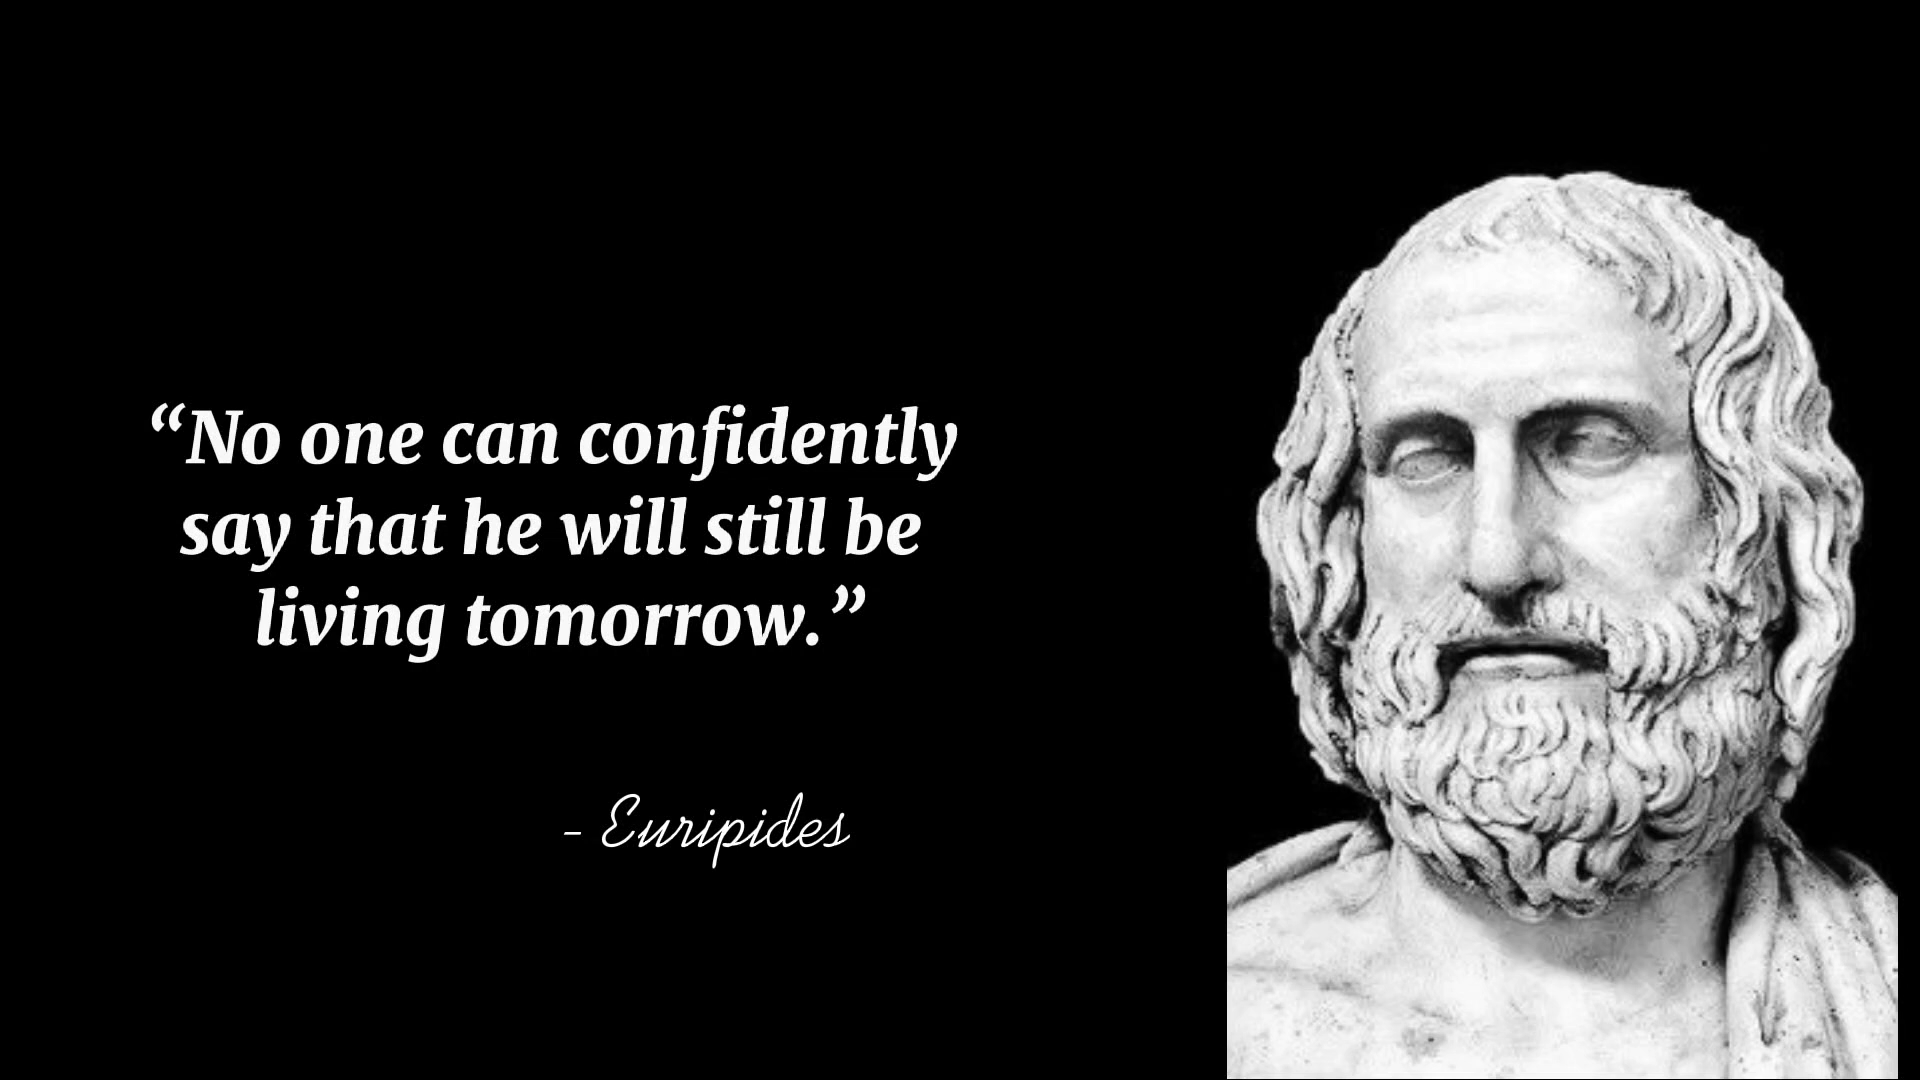 “No one can confidently
say that he will still be
living tomorrow.”
- Euripides